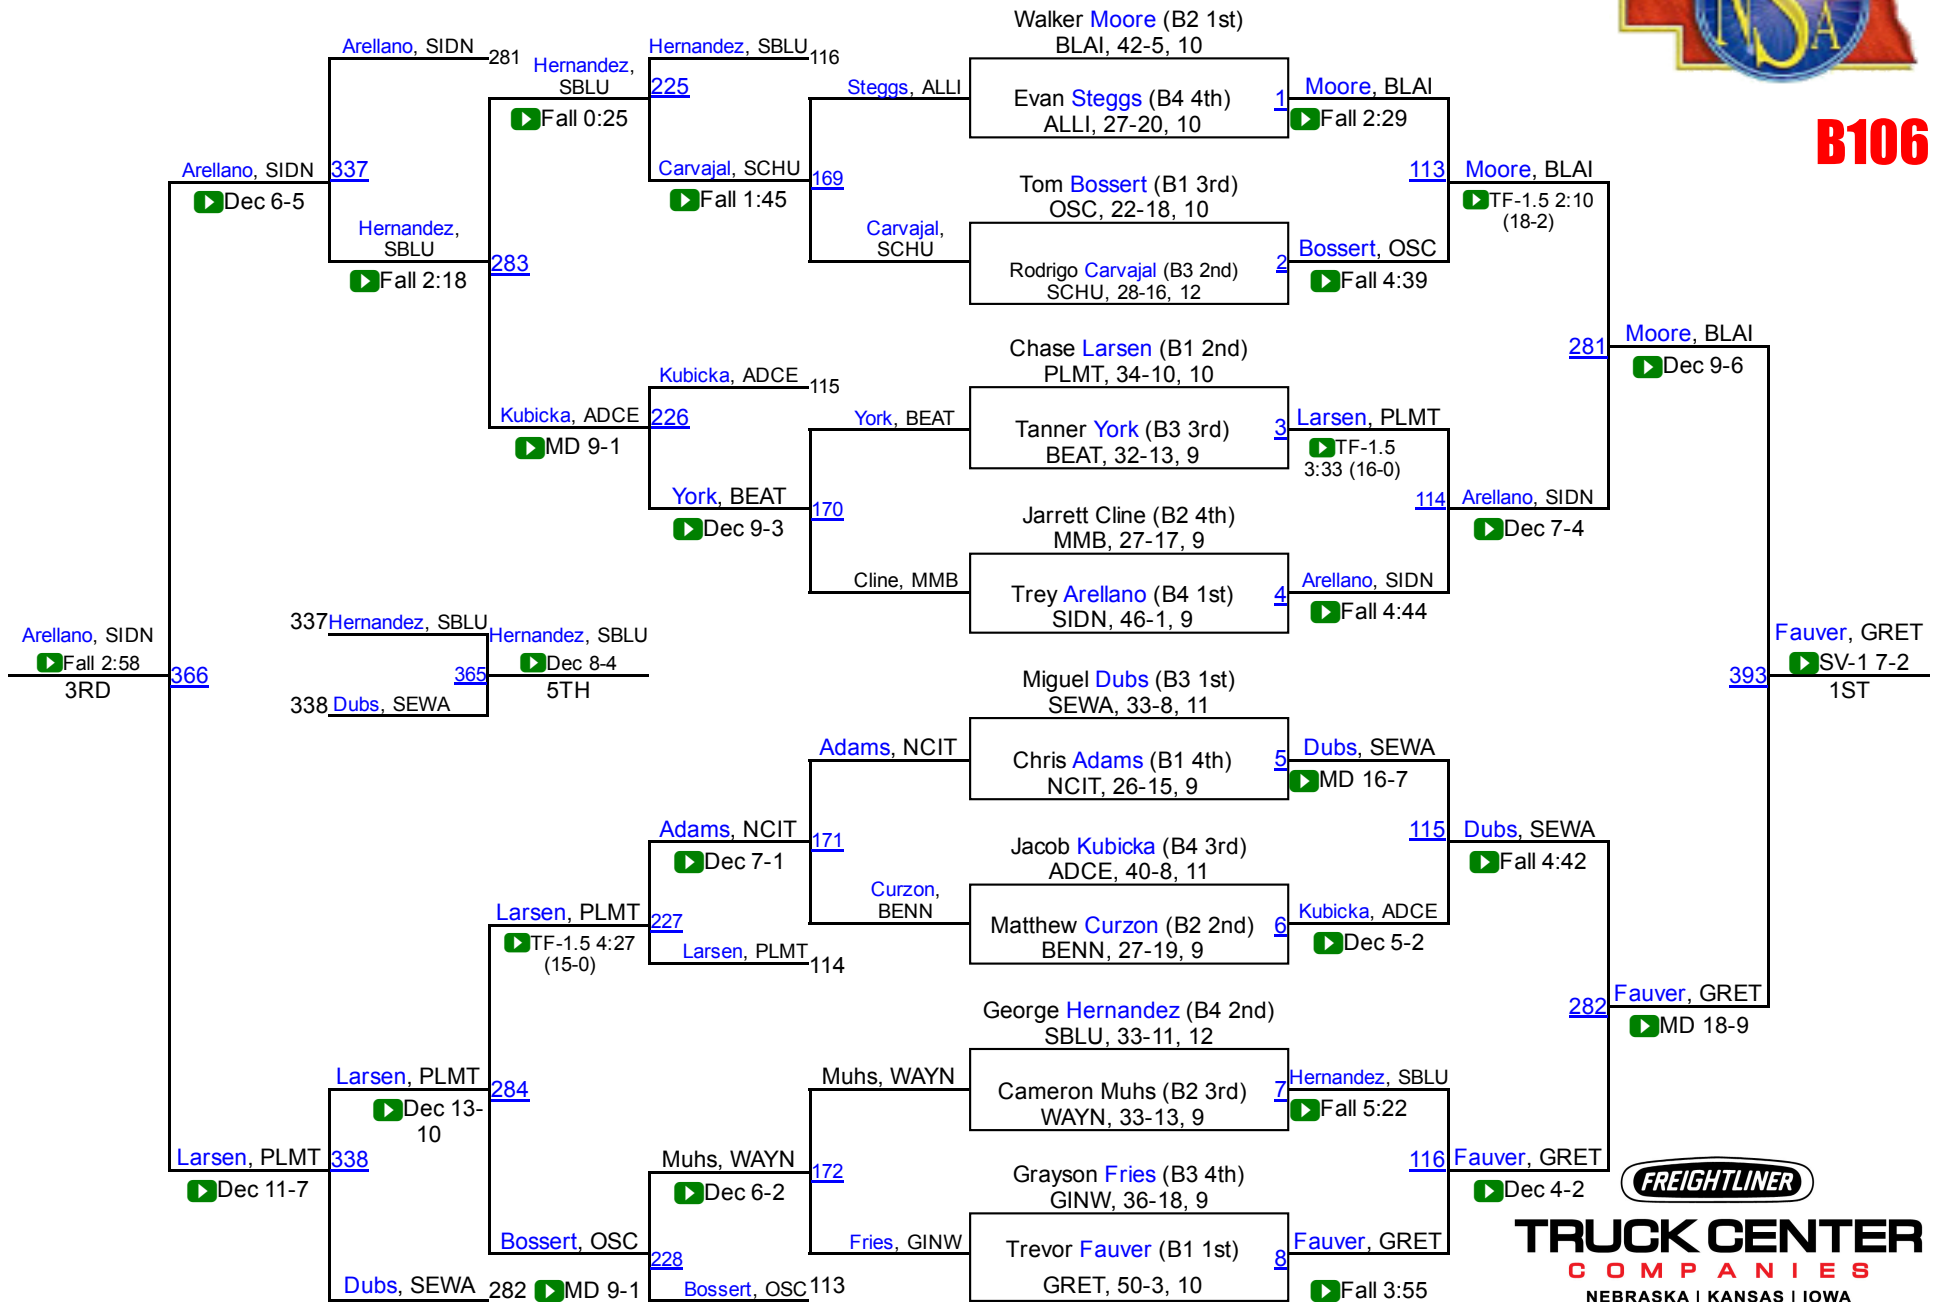 NSA
B106
Walker Moore (B2 1st)
BLAI, 42-5, 10
Evan Steggs (B4 4th)
ALLI, 27-20, 10
1
Tom Bossert (B1 3rd)
OSC, 22-18, 10
Rodrigo Carvajal (B3 2nd)
SCHU, 28-16, 12
2
Chase Larsen (B1 2nd)
PLMT, 34-10, 10
Tanner York (B3 3rd)
BEAT, 32-13, 9
3
Jarrett Cline (B2 4th)
MMB, 27-17, 9
Trey Arellano (B4 1st)
SIDN, 46-1, 9
4
Miguel Dubs (B3 1st)
SEWA, 33-8, 11
Chris Adams (B1 4th)
NCIT, 26-15, 9
5
Jacob Kubicka (B4 3rd)
ADCE, 40-8, 11
Matthew Curzon (B2 2nd)
BENN, 27-19, 9
6
George Hernandez (B4 2nd)
SBLU, 33-11, 12
Cameron Muhs (B2 3rd)
WAYN, 33-13, 9
7
Grayson Fries (B3 4th)
GINW, 36-18, 9
Trevor Fauver (B1 1st)
GRET, 50-3, 10
8
Moore, BLAI
Fall 2:29
113
Bossert, OSC
Fall 4:39
Larsen, PLMT
TF-1.5
3:33 (16-0)
114
Arellano, SIDN
Fall 4:44
Dubs, SEWA
MD 16-7
115
Kubicka, ADCE
Dec 5-2
Hernandez, SBLU
Fall 5:22
116
Fauver, GRET
Fall 3:55
Moore, BLAI
TF-1.5 2:10
(18-2)
281
Arellano, SIDN
Dec 7-4
Dubs, SEWA
Fall 4:42
282
Fauver, GRET
Dec 4-2
Moore, BLAI
Dec 9-6
393
Fauver, GRET
MD 18-9
Fauver, GRET
SV-1 7-2
1ST
Steggs, ALLI
169
Carvajal,
SCHU
York, BEAT
170
Cline, MMB
Adams, NCIT
171
Curzon,
BENN
Muhs, WAYN
172
Fries, GINW
Hernandez, SBLU
116
225
Carvajal, SCHU
Fall 1:45
Kubicka, ADCE
115
226
York, BEAT
Dec 9-3
Adams, NCIT
Dec 7-1
227
Larsen, PLMT
114
Muhs, WAYN
Dec 6-2
228
Bossert, OSC
113
Hernandez,
SBLU
Fall 0:25
283
Kubicka, ADCE
MD 9-1
Larsen, PLMT
TF-1.5 4:27
(15-0)
284
Bossert, OSC
MD 9-1
Arellano, SIDN
281
337
Hernandez,
SBLU
Fall 2:18
Larsen, PLMT
Dec 13-
10
338
Dubs, SEWA
282
Arellano, SIDN
Dec 6-5
366
Larsen, PLMT
Dec 11-7
Arellano, SIDN
Fall 2:58
3RD
337
Hernandez, SBLU
365
338
Dubs, SEWA
Hernandez, SBLU
Dec 8-4
5TH
FREIGHTLINER
TRUCK CENTER
COMPANIES
NEBRASKA | KANSAS | IOWA